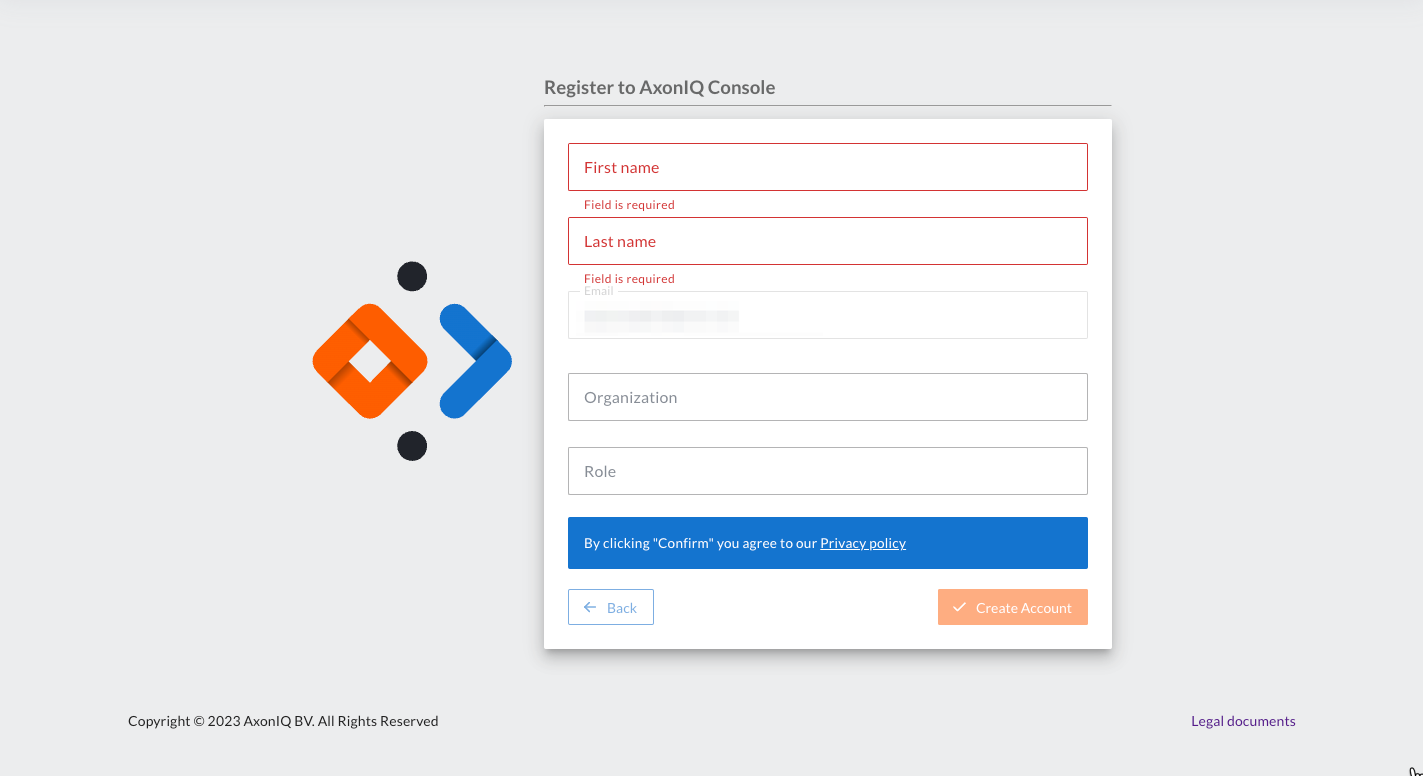 Register to AxonIQ Console
First name
Field is required
Last name
Field is required
Email
Organization
Role
By clicking "Confirm" you agree to our Privacy policy
Back
Create Account
Copyright © 2023 AxonIQ BV. All Rights Reserved
Legal documents